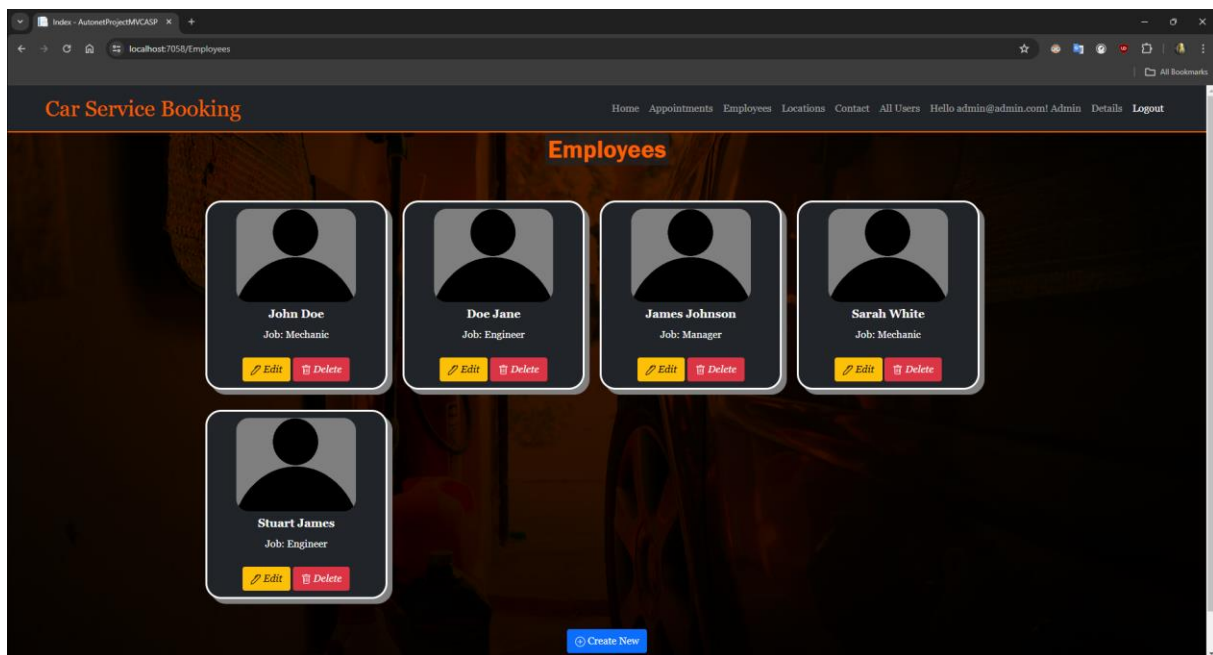 Index - AutonetProjectMVCASP
localhost:7058/Employees
All Bookmarks
Car Service Booking
Home Appointments Employees Locations Contact All Users Hello admin@admin.com! Admin Details Logout
Employees
John Doe Doe Jane James Johnson Sarah White
Job: Mechanic Job: Engineer Job: Manager Job: Mechanic
Edit Delete Edit Delete Edit Delete Edit Delete
Stuart James
Job: Engineer
Edit Delete
Create New